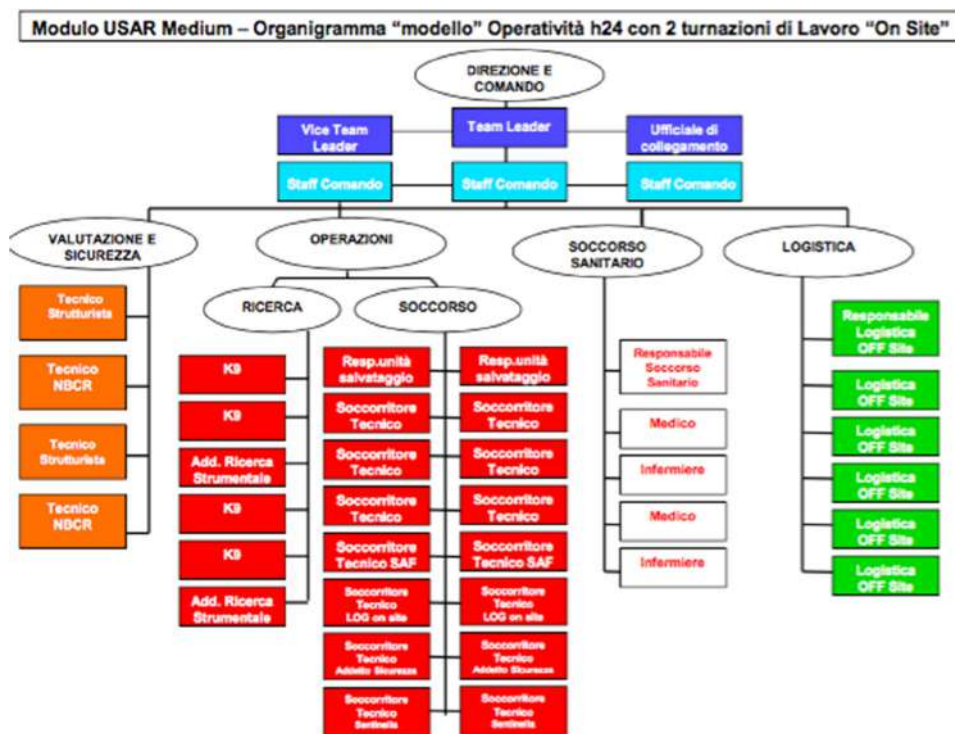 Modulo USAR Medium – Organigramma “modello” Operatività h24 con 2 turnazioni di Lavoro “On Site”
DIREZIONE E
COMANDO
Vice Team
Leader
Team Leader
Ufficiale di
collegamento
Staff Comando
Staff Comando
Staff Comando
VALUTAZIONE E
SICUREZZA
OPERAZIONI
SOCCORSO
SANITARIO
LOGISTICA
RICERCA
SOCCORSO
Tecnico
Strutturista
Tecnico
NBCR
Tecnico
Strutturista
Tecnico
NBCR
K9
K9
Add. Ricerca
Strumentale
K9
K9
Add. Ricerca
Strumentale
Resp.unità
salvataggio
Soccorritore
Tecnico
Soccorritore
Tecnico
Soccorritore
Tecnico
Soccorritore
Tecnico SAF
Soccorritore
Tecnico
LOG on site
Soccorritore
Tecnico
Addetto Sicurezza
Soccorritore
Tecnico
Sentinella
Resp.unità
salvataggio
Soccorritore
Tecnico
Soccorritore
Tecnico
Soccorritore
Tecnico
Soccorritore
Tecnico SAF
Soccorritore
Tecnico
LOG on site
Soccorritore
Tecnico
Addetto Sicurezza
Soccorritore
Tecnico
Sentinella
Responsabile
Soccorso
Sanitario
Medico
Infermiere
Medico
Infermiere
Responsabile
Logistica
OFF Site
Logistica
OFF Site
Logistica
OFF Site
Logistica
OFF Site
Logistica
OFF Site
Logistica
OFF Site